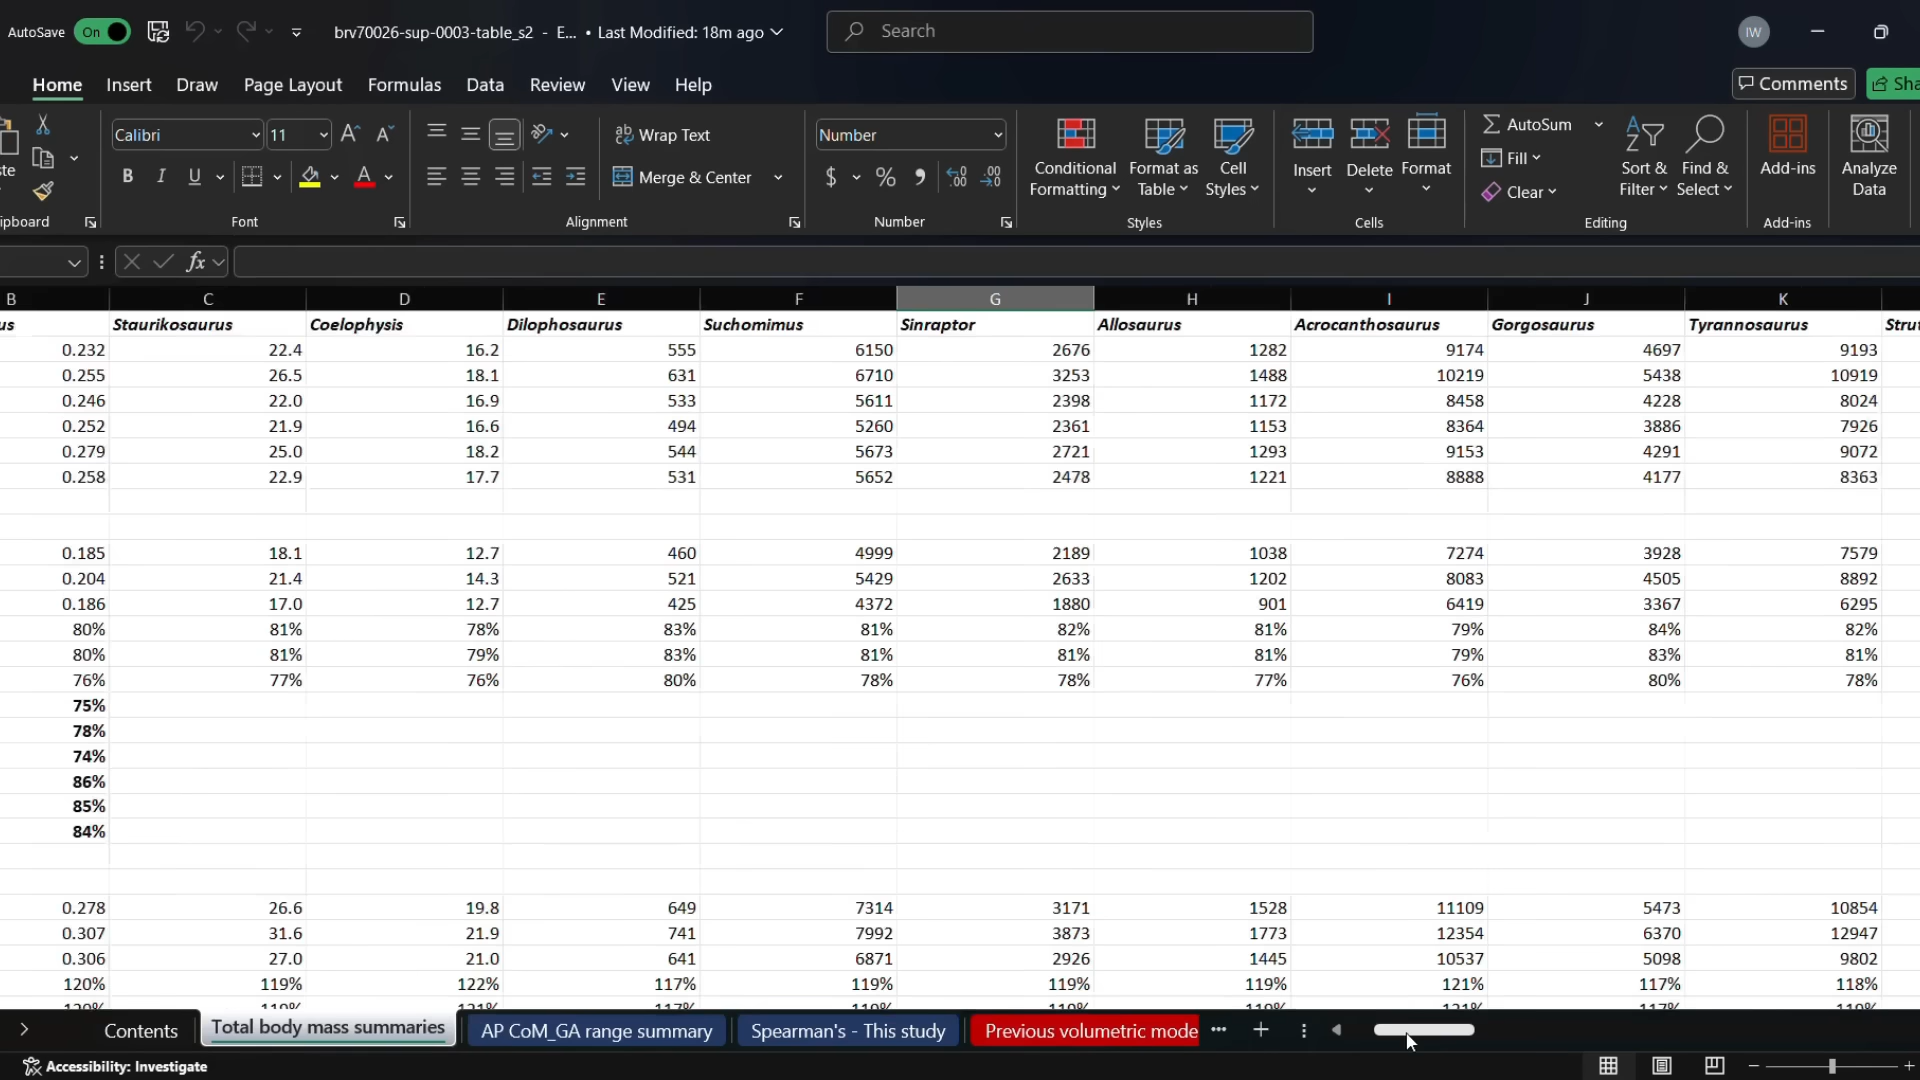 AutoSave On brv70026-sup-0003-table_s2 - E... • Last Modified: 18m ago Search IW
Home Insert Draw Page Layout Formulas Data Review View Help Comments Sha
Calibri 11 Wrap Text Number AutoSum
ste Conditional Formatting Format as Table Cell Styles Insert Delete Format Fill Sort & Filter Find & Select Add-ins Analyze Data
B I U A Merge & Center $ % Clear
ipboard Font Alignment Number Styles Cells Editing Add-ins
fx
B C D E F G H I J K
us Staurikosaurus Coelophysis Dilophosaurus Suchomimus Sinraptor Allosaurus Acrocanthosaurus Gorgosaurus Tyrannosaurus Strut
0.232 22.4 16.2 555 6150 2676 1282 9174 4697 9193
0.255 26.5 18.1 631 6710 3253 1488 10219 5438 10919
0.246 22.0 16.9 533 5611 2398 1172 8458 4228 8024
0.252 21.9 16.6 494 5260 2361 1153 8364 3886 7926
0.279 25.0 18.2 544 5673 2721 1293 9153 4291 9072
0.258 22.9 17.7 531 5652 2478 1221 8888 4177 8363
0.185 18.1 12.7 460 4999 2189 1038 7274 3928 7579
0.204 21.4 14.3 521 5429 2633 1202 8083 4505 8892
0.186 17.0 12.7 425 4372 1880 901 6419 3367 6295
80% 81% 78% 83% 81% 82% 81% 79% 84% 82%
80% 81% 79% 83% 81% 81% 81% 79% 83% 81%
76% 77% 76% 80% 78% 78% 77% 76% 80% 78%
75%
78%
74%
86%
85%
84%
0.278 26.6 19.8 649 7314 3171 1528 11109 5473 10854
0.307 31.6 21.9 741 7992 3873 1773 12354 6370 12947
0.306 27.0 21.0 641 6871 2926 1445 10537 5098 9802
120% 119% 122% 117% 119% 119% 119% 121% 117% 118%
Contents Total body mass summaries AP CoM_GA range summary Spearman's - This study Previous volumetric mode
Accessibility: Investigate